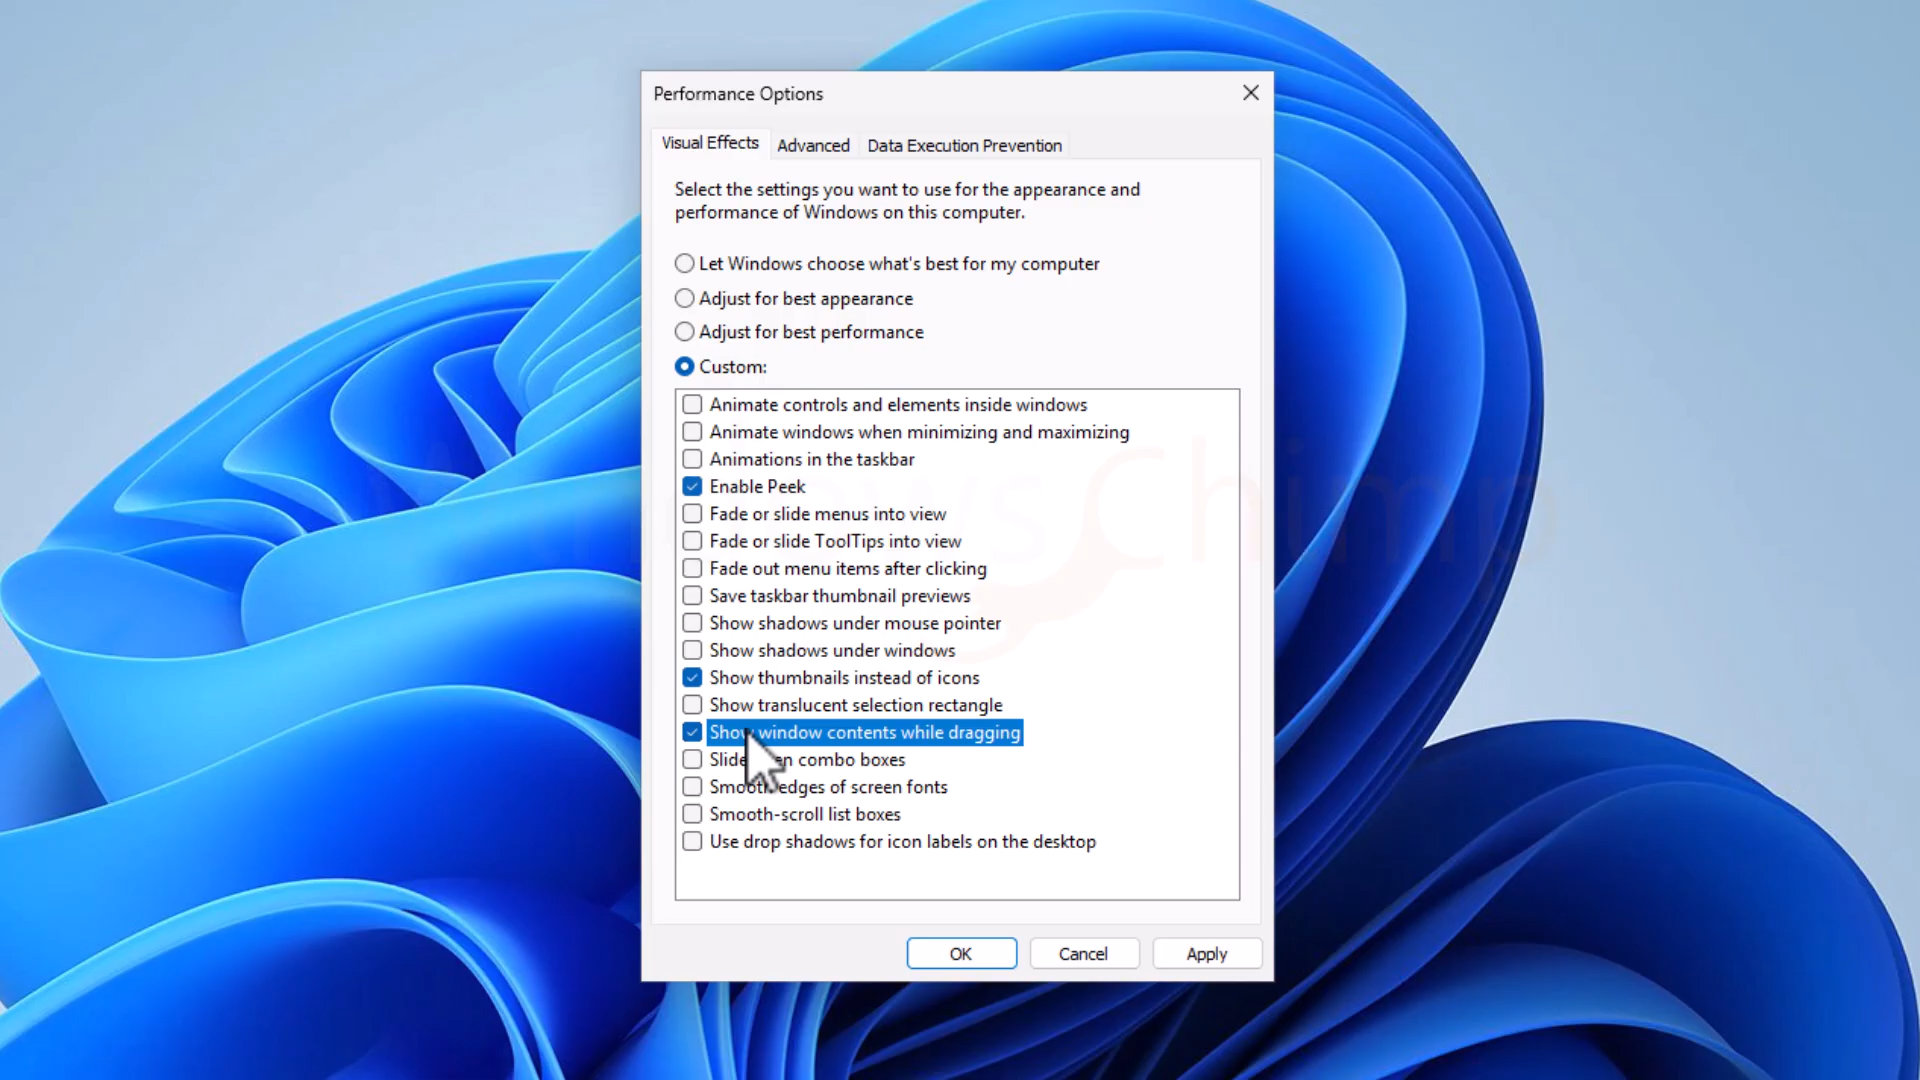 Performance Options
Visual Effects
Advanced
Data Execution Prevention
Select the settings you want to use for the appearance and
performance of Windows on this computer.
Let Windows choose what's best for my computer
Adjust for best appearance
Adjust for best performance
Custom:
Animate controls and elements inside windows
Animate windows when minimizing and maximizing
Animations in the taskbar
Enable Peek
Fade or slide menus into view
Fade or slide ToolTips into view
Fade out menu items after clicking
Save taskbar thumbnail previews
Show shadows under mouse pointer
Show shadows under windows
Show thumbnails instead of icons
Show translucent selection rectangle
Show window contents while dragging
Slide open combo boxes
Smooth edges of screen fonts
Smooth-scroll list boxes
Use drop shadows for icon labels on the desktop
OK
Cancel
Apply